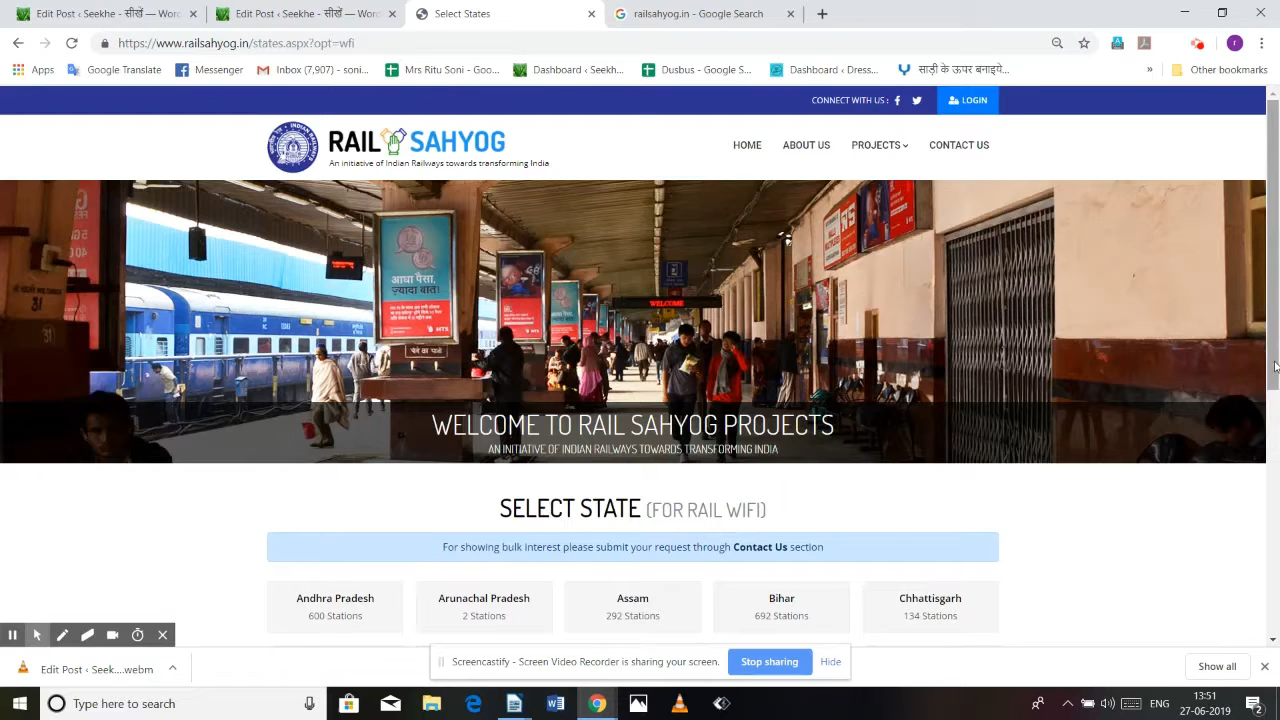 Edit Post ‹ Seekhe - सीखें — Wor
Edit Post ‹ Seekhe - सीखें — Wor
Select States
railsahyog.in - Google Search
https://www.railsahyog.in/states.aspx?opt=wfi
Apps
Google Translate
Messenger
Inbox (7,907) - soni...
Mrs Ritu Soni - Goo...
Dashboard ‹ Seekh...
Dusbus - Google S...
Dashboard ‹ Dress...
साड़ी के ऊपर बनाइपे...
Other bookmarks
CONNECT WITH US :
LOGIN
INDIAN RAILWAYS
RAIL SAHYOG
An initiative of Indian Railways towards transforming India
HOME
ABOUT US
PROJECTS
CONTACT US
आधा पैसा,
ज़्यादा बात!
MTS
WELCOME
31
WELCOME TO RAIL SAHYOG PROJECTS
AN INITIATIVE OF INDIAN RAILWAYS TOWARDS TRANSFORMING INDIA
SELECT STATE (FOR RAIL WIFI)
For showing bulk interest please submit your request through Contact Us section
Andhra Pradesh
600 Stations
Arunachal Pradesh
2 Stations
Assam
292 Stations
Bihar
692 Stations
Chhattisgarh
134 Stations
Screencastify - Screen Video Recorder is sharing your screen.
Stop sharing
Hide
Edit Post ‹ Seek....webm
Show all
Type here to search
ENG
13:51
27-06-2019
2